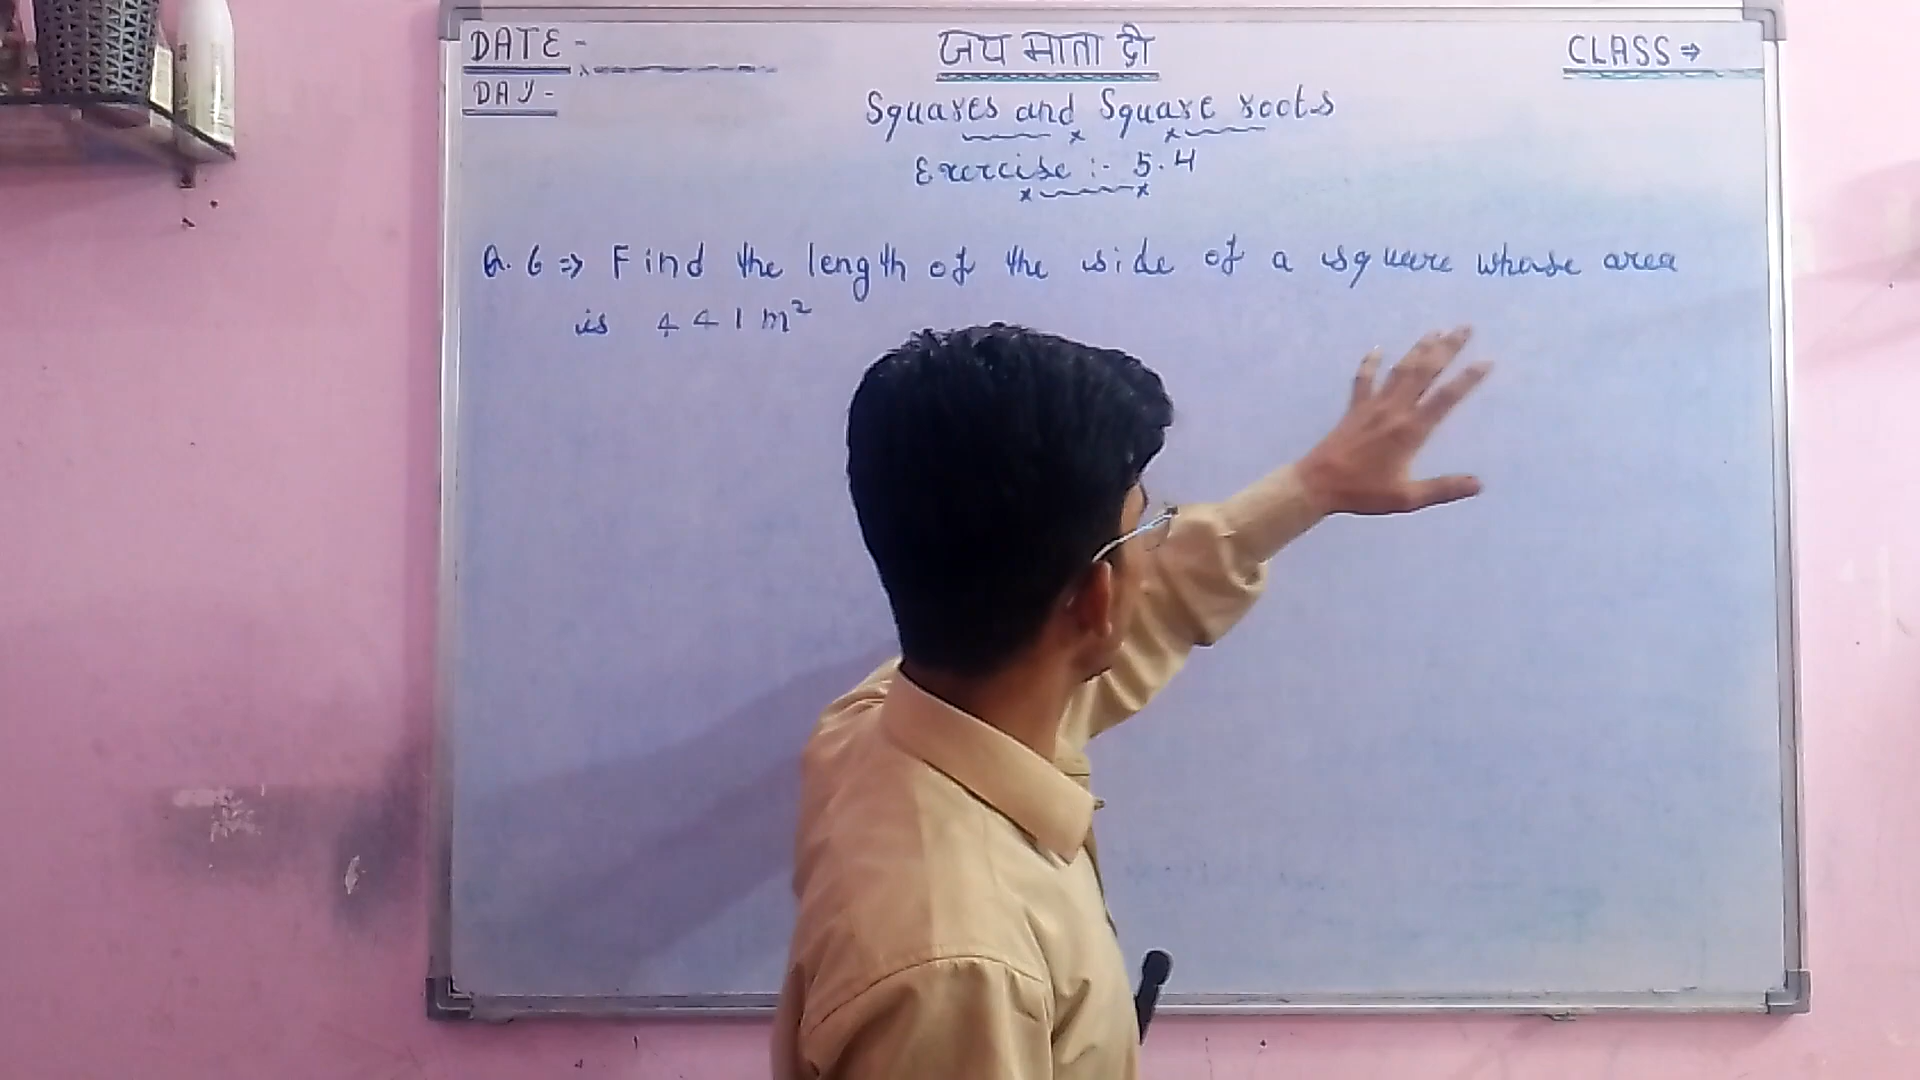 DATE -
जय माता दी
CLASS ⇒
DAY -
Squares and Square roots
Exercise :- 5.4
Q. 6 ⇒ Find the length of the side of a square whose area
is 441 m²